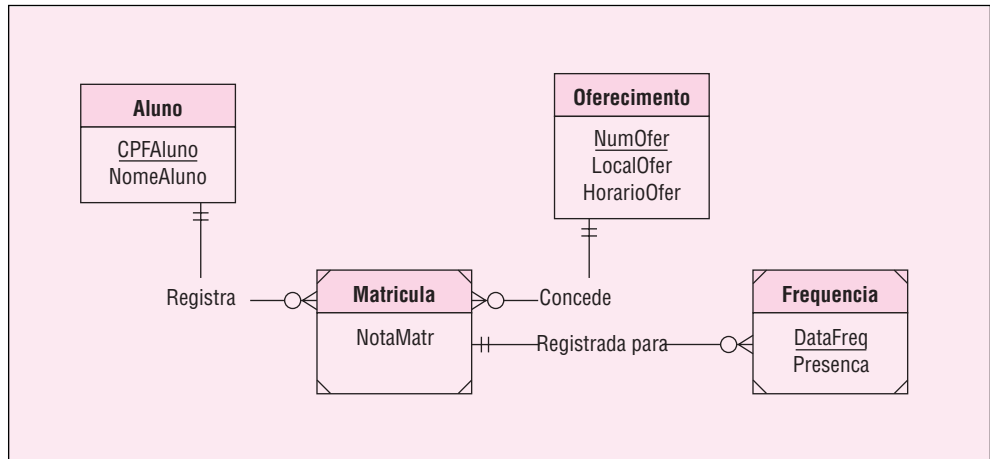 Aluno
CPFAluno
NomeAluno
Oferecimento
NumOfer
LocalOfer
HorarioOfer
Registra
Matricula
NotaMatr
Concede
Registrada para
Frequencia
DataFreq
Presenca